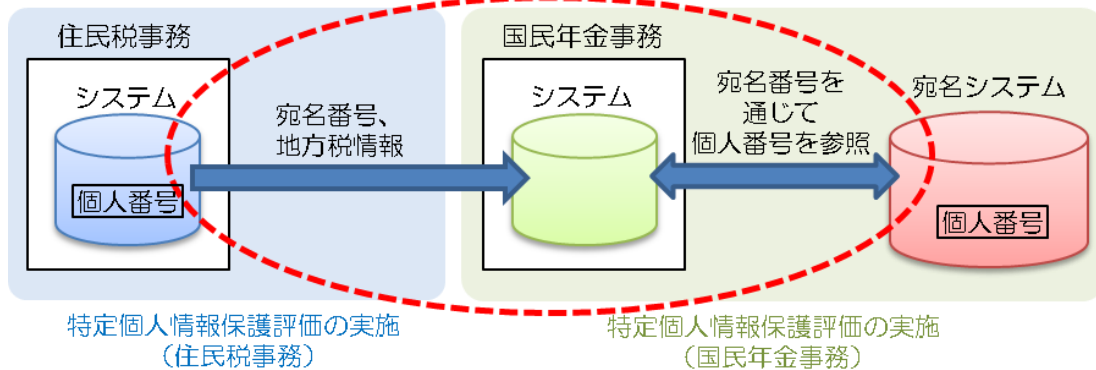 住民税事務
システム
個人番号
宛名番号、
地方税情報
国民年金事務
システム
宛名番号を
通じて
個人番号を参照
宛名システム
個人番号
特定個人情報保護評価の実施
（住民税事務）
特定個人情報保護評価の実施
（国民年金事務）